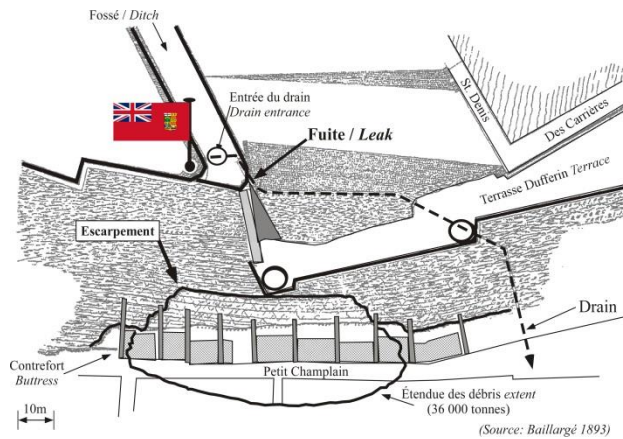 Fossé / Ditch
Entrée du drain
Drain entrance
Fuite / Leak
St. Denis
Des Carrières
Terrasse Dufferin Terrace
Escarpement
Drain
Contrefort
Buttress
Petit Champlain
Étendue des débris extent
(36 000 tonnes)
10m
(Source: Baillargé 1893)